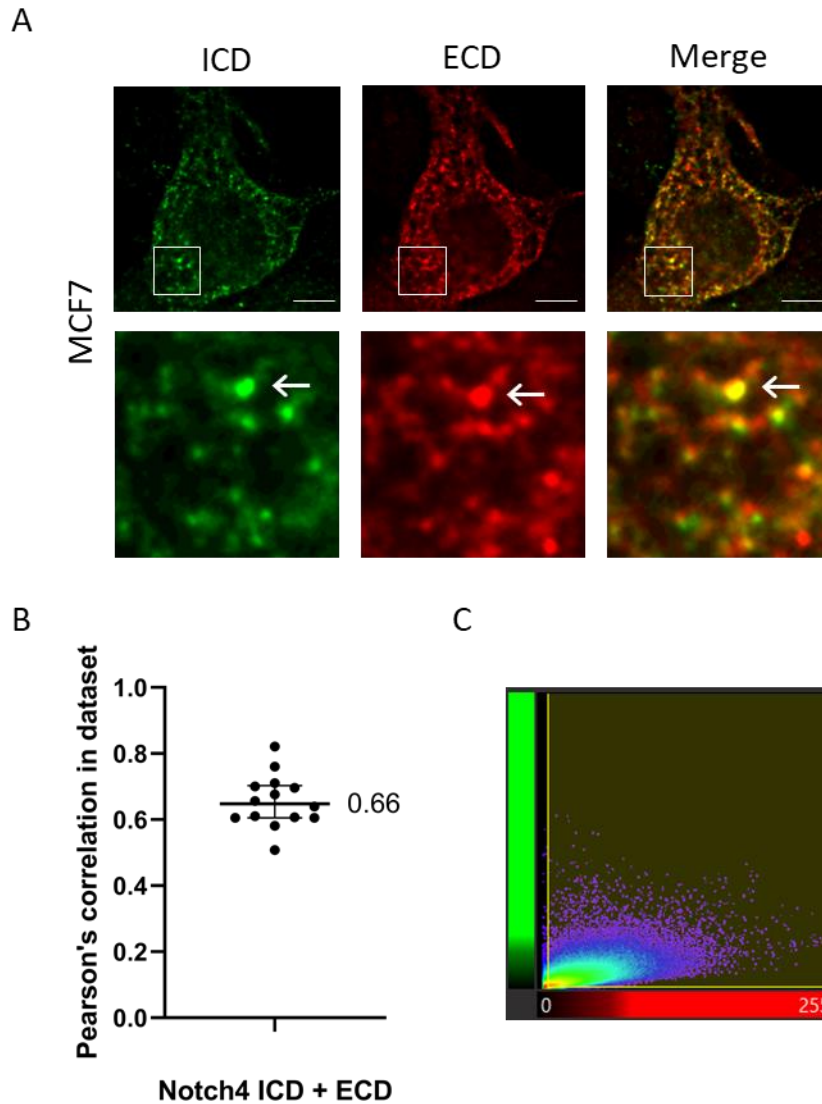 A
ICD
ECD
Merge
MCF7
B
C
Pearson's correlation in dataset
1.0
0.8
0.6
0.4
0.2
0.0
0.66
Notch4 ICD + ECD
0
255